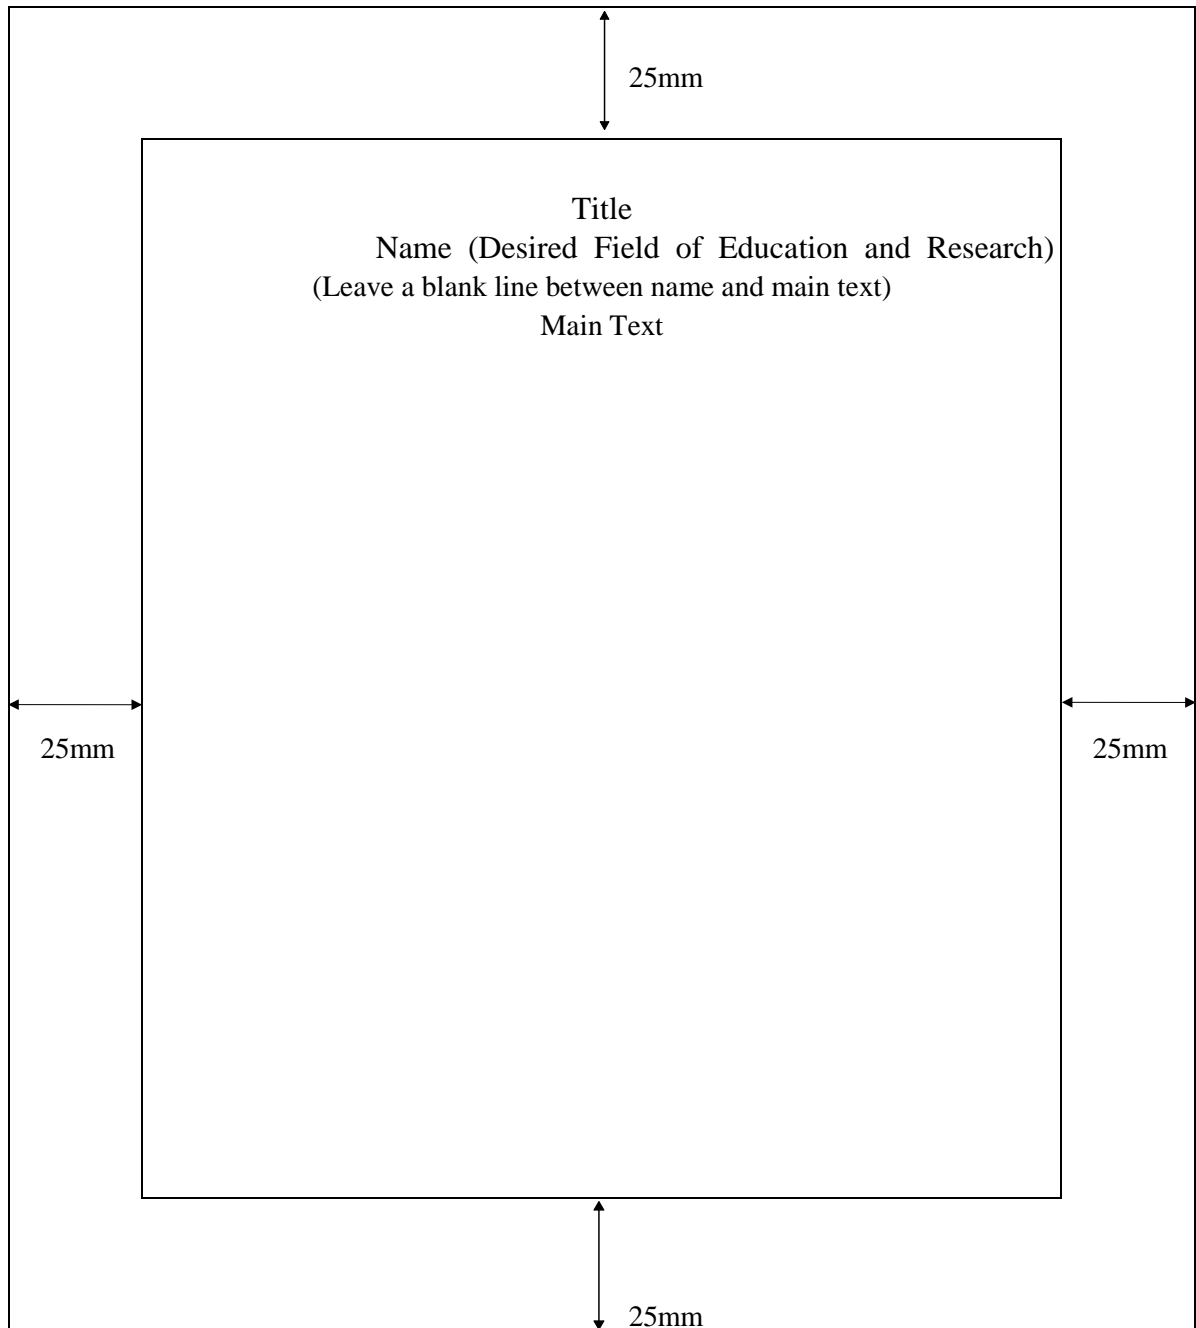 25mm
Title
Name (Desired Field of Education and Research)
(Leave a blank line between name and main text)
Main Text
25mm
25mm
25mm